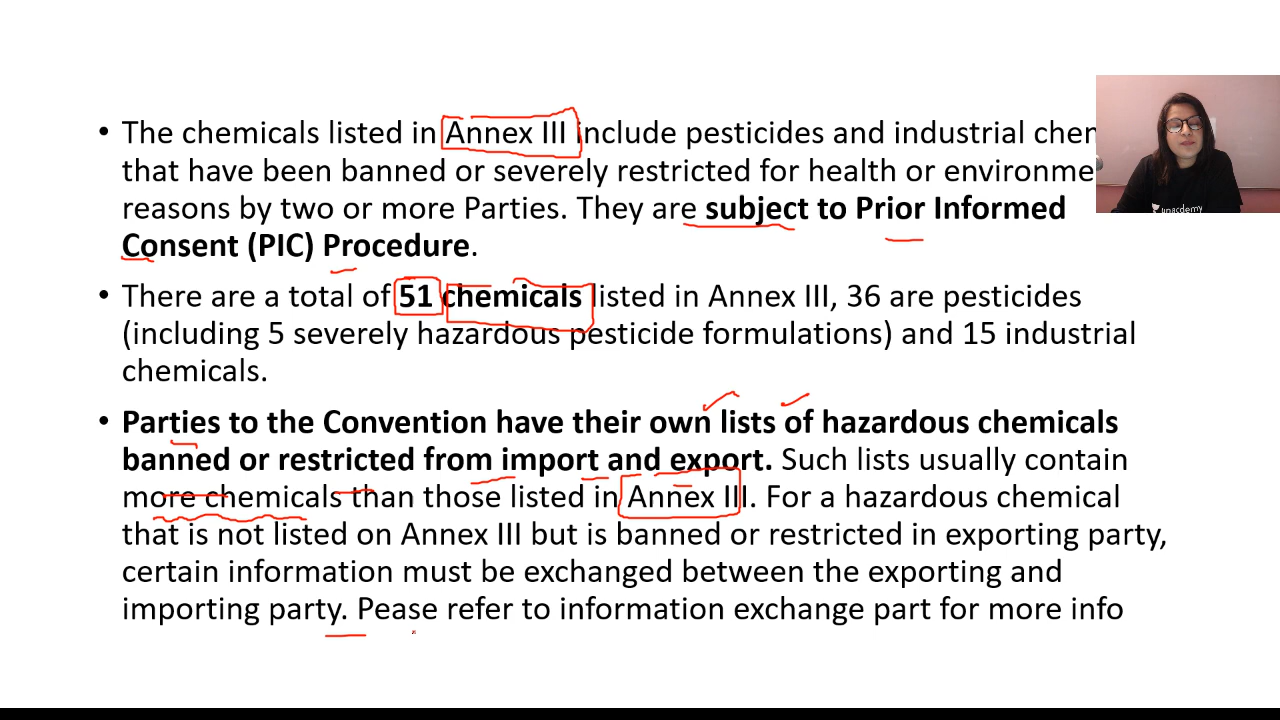 • The chemicals listed in Annex III include pesticides and industrial chem
that have been banned or severely restricted for health or environme
reasons by two or more Parties. They are subject to Prior Informed
Consent (PIC) Procedure.
• There are a total of 51 chemicals listed in Annex III, 36 are pesticides
(including 5 severely hazardous pesticide formulations) and 15 industrial
chemicals.
• Parties to the Convention have their own lists of hazardous chemicals
banned or restricted from import and export. Such lists usually contain
more chemicals than those listed in Annex III. For a hazardous chemical
that is not listed on Annex III but is banned or restricted in exporting party,
certain information must be exchanged between the exporting and
importing party. Pease refer to information exchange part for more info
unacademy